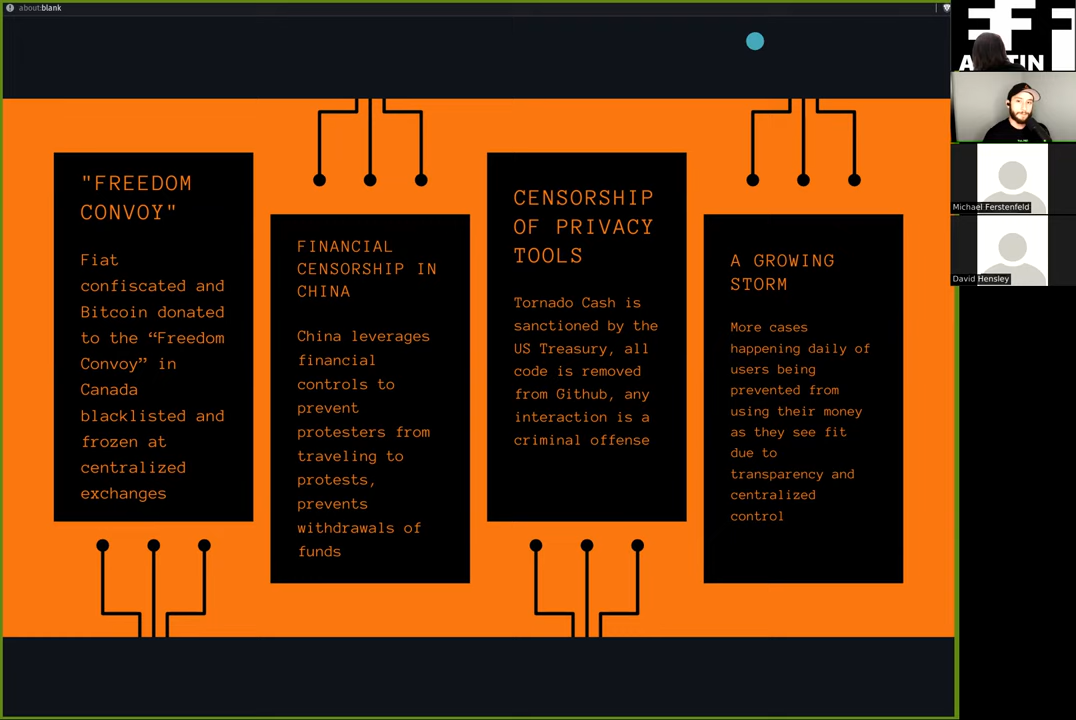 about:blank
"FREEDOM
CONVOY"
Fiat
confiscated and
Bitcoin donated
to the “Freedom
Convoy” in
Canada
blacklisted and
frozen at
centralized
exchanges
FINANCIAL
CENSORSHIP IN
CHINA
China leverages
financial
controls to
prevent
protesters from
traveling to
protests,
prevents
withdrawals of
funds
CENSORSHIP
OF PRIVACY
TOOLS
Tornado Cash is
sanctioned by the
US Treasury, all
code is removed
from Github, any
interaction is a
criminal offense
A GROWING
STORM
More cases
happening daily of
users being
prevented from
using their money
as they see fit
due to
transparency and
centralized
control
Michael Ferstenfeld
David Hensley